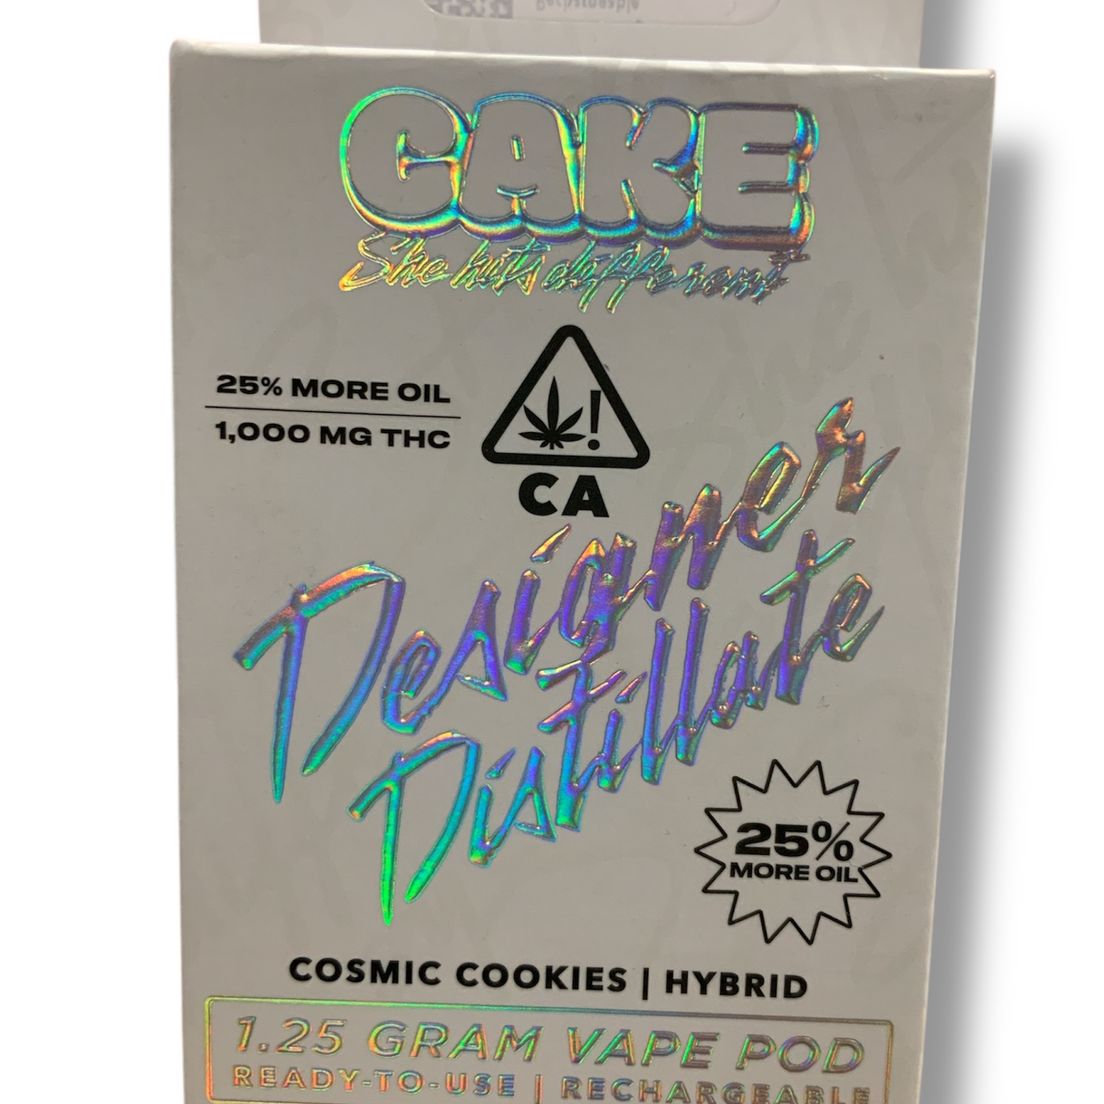 Rechargeable
CAKE
She hits different
25% MORE OIL
1,000 MG THC
!
CA
Designer
Distillate
25%
MORE OIL
COSMIC COOKIES | HYBRID
1.25 GRAM VAPE POD
READY-TO-USE | RECHARGEABLE